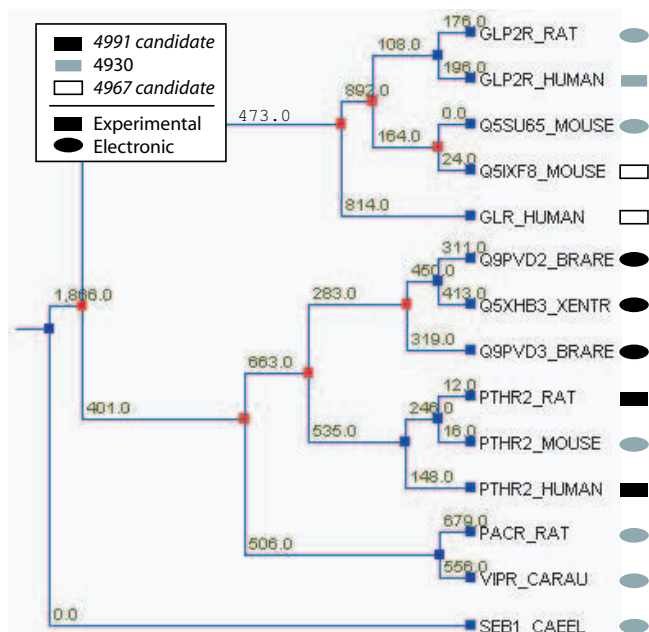 4991 candidate
4930
4967 candidate
Experimental
Electronic
176.0
GLP2R_RAT
108.0
196.0
GLP2R_HUMAN
892.0
473.0
0.0
Q5SU65_MOUSE
164.0
24.0
Q5IXF8_MOUSE
814.0
GLR_HUMAN
311.0
Q9PVD2_BRARE
450.0
1,866.0
283.0
413.0
Q5XHB3_XENTR
319.0
Q9PVD3_BRARE
663.0
12.0
PTHR2_RAT
401.0
246.0
535.0
16.0
PTHR2_MOUSE
148.0
PTHR2_HUMAN
679.0
PACR_RAT
506.0
556.0
VIPR_CARAU
0.0
SEB1_CAEEL